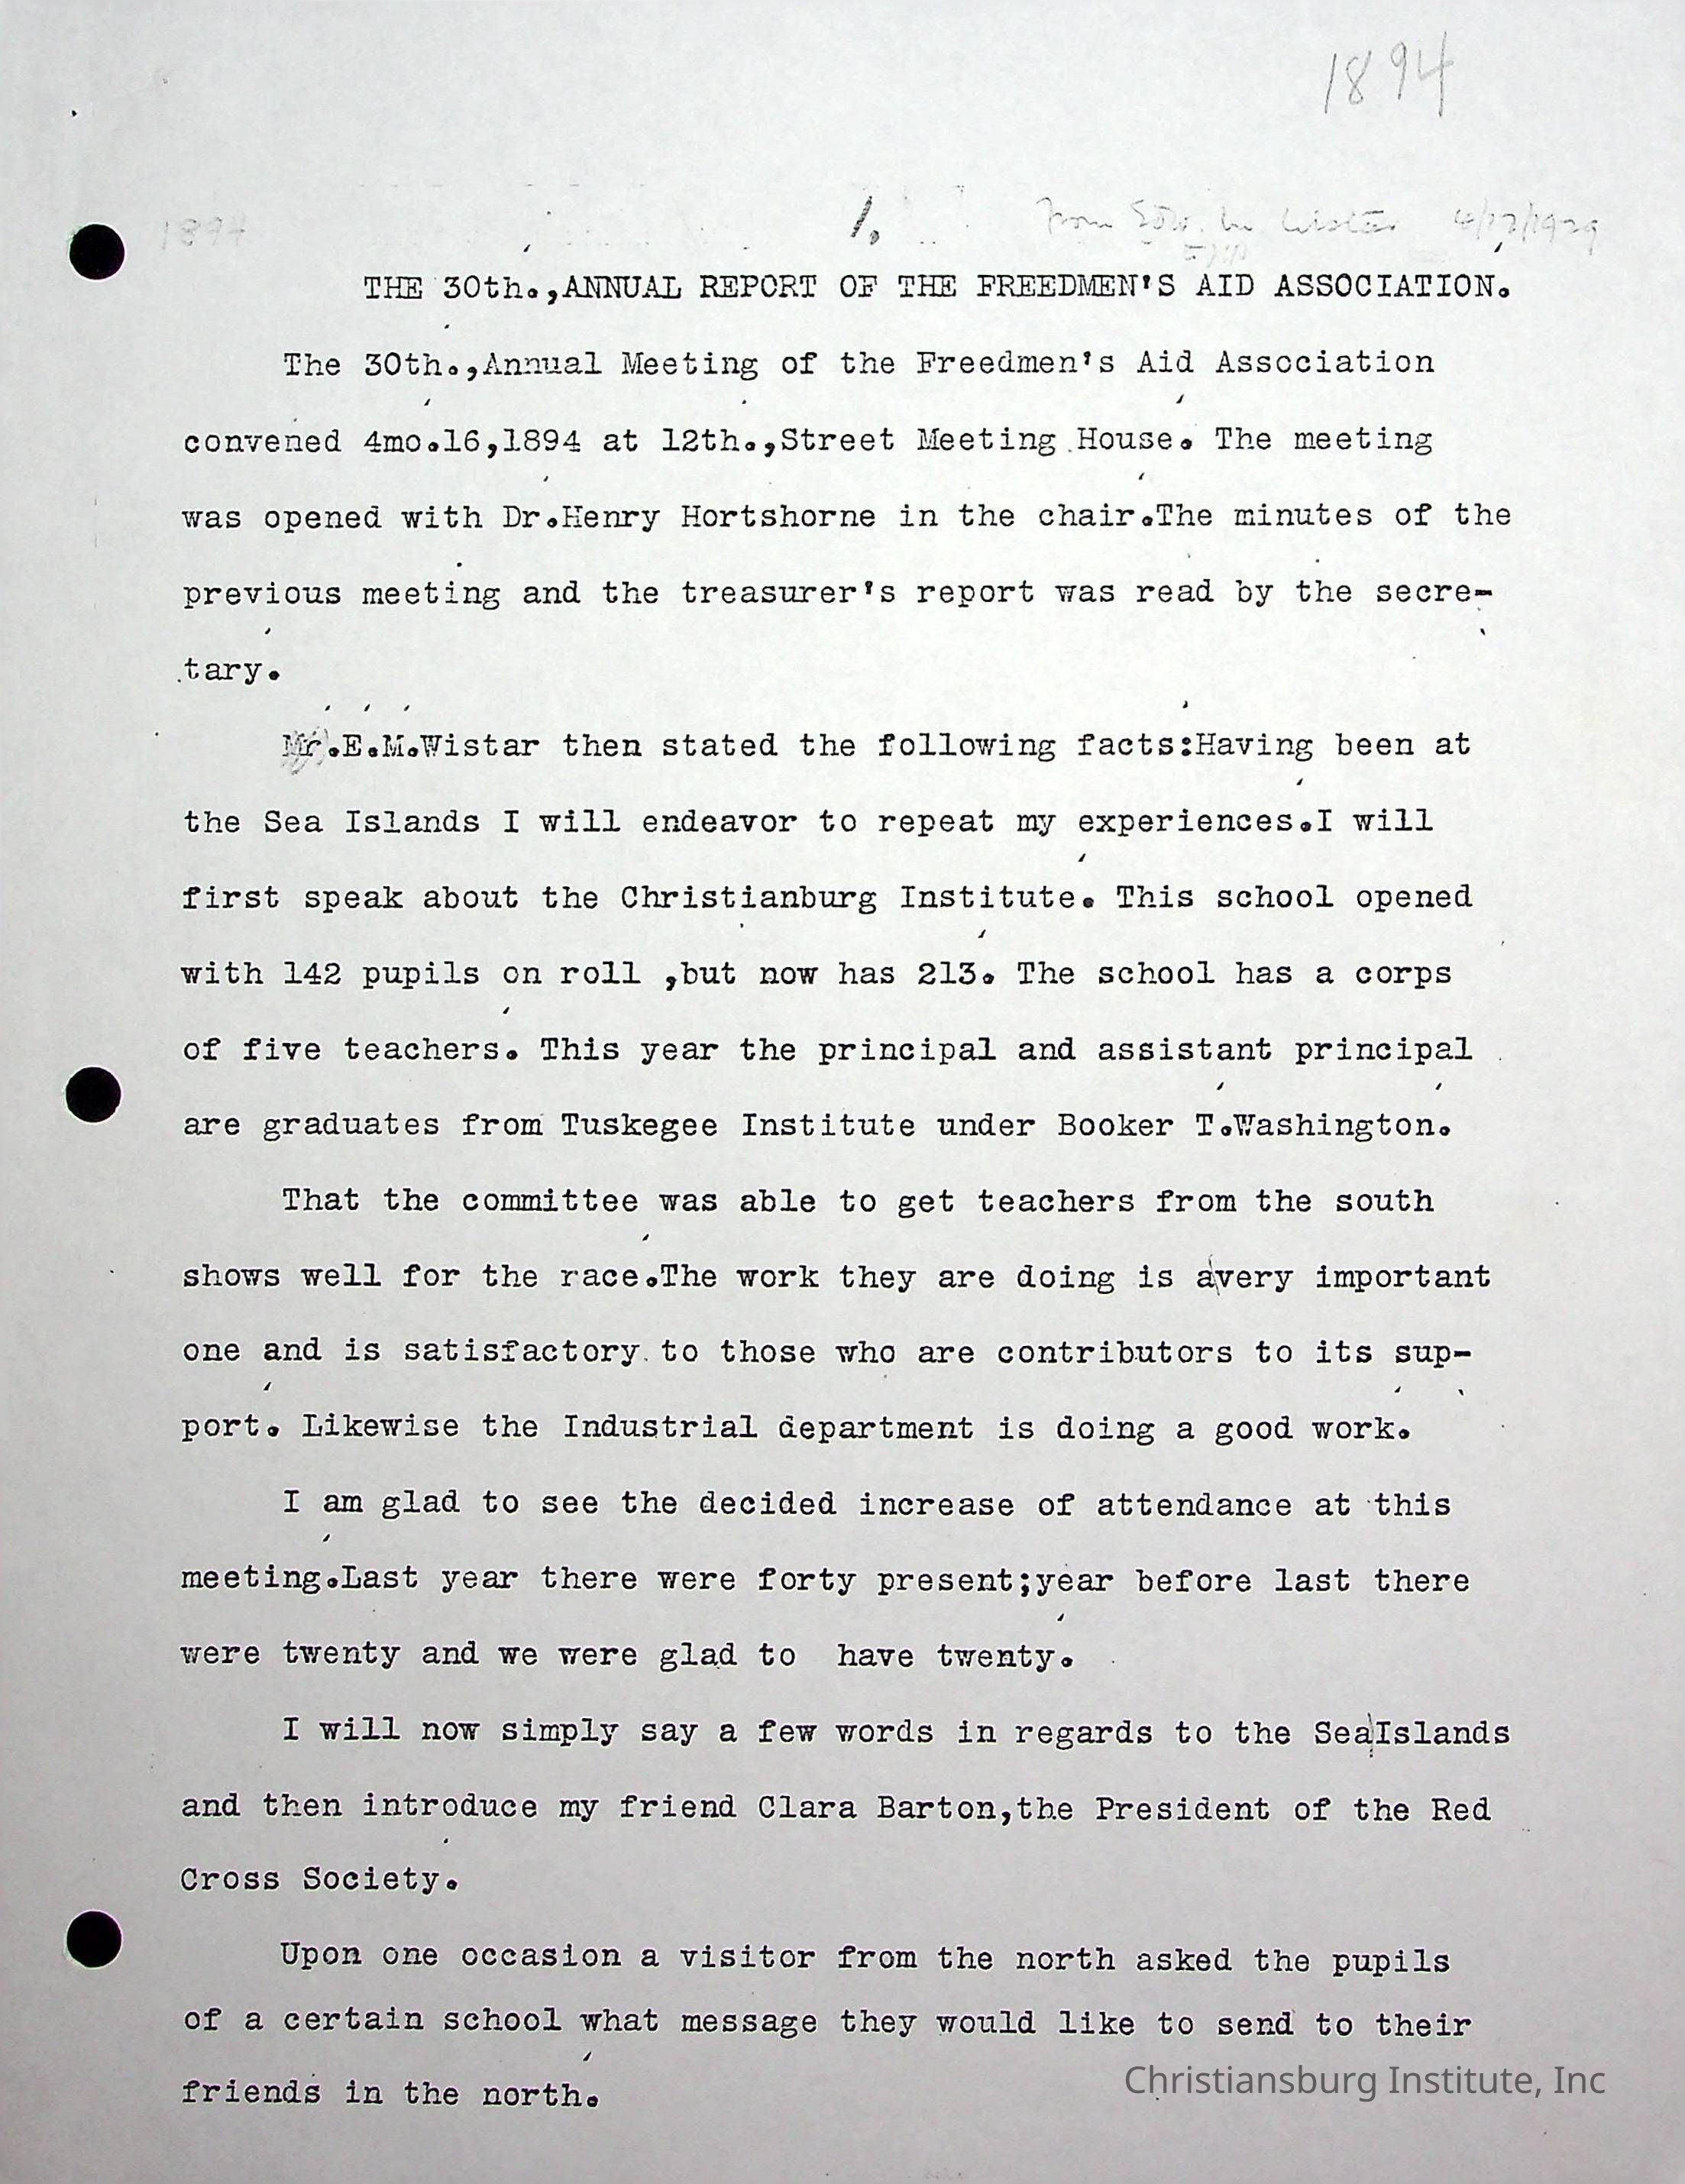 1894
1894
1.
From Edw. M. Wistar 4/12/1929
THE 30th.,ANNUAL REPORT OF THE FREEDMEN'S AID ASSOCIATION.
The 30th.,Annual Meeting of the Freedmen's Aid Association
convened 4mo.16,1894 at 12th.,Street Meeting House. The meeting
was opened with Dr.Henry Hortshorne in the chair.The minutes of the
previous meeting and the treasurer's report was read by the secre-
tary.
Mr.E.M.Wistar then stated the following facts:Having been at
the Sea Islands I will endeavor to repeat my experiences.I will
first speak about the Christianburg Institute. This school opened
with 142 pupils on roll ,but now has 213. The school has a corps
of five teachers. This year the principal and assistant principal
are graduates from Tuskegee Institute under Booker T.Washington.
That the committee was able to get teachers from the south
shows well for the race.The work they are doing is avery important
one and is satisfactory to those who are contributors to its sup-
port. Likewise the Industrial department is doing a good work.
I am glad to see the decided increase of attendance at this
meeting.Last year there were forty present;year before last there
were twenty and we were glad to have twenty.
I will now simply say a few words in regards to the SeaIslands
and then introduce my friend Clara Barton,the President of the Red
Cross Society.
Upon one occasion a visitor from the north asked the pupils
of a certain school what message they would like to send to their
friends in the north.
Christiansburg Institute, Inc